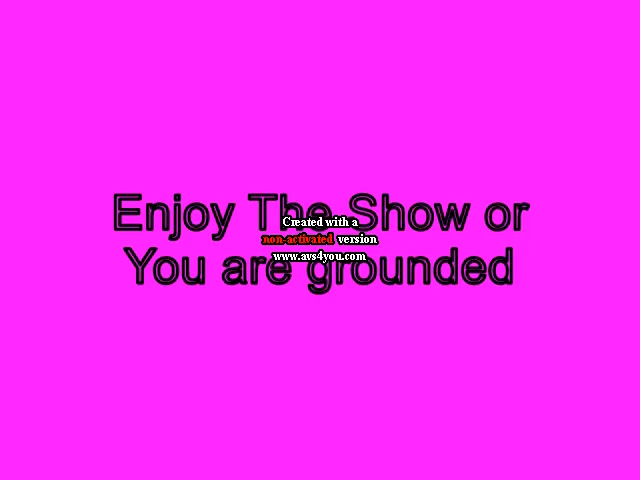 Enjoy The Show or
You are grounded
Created with a
non-activated version
www.avs4you.com